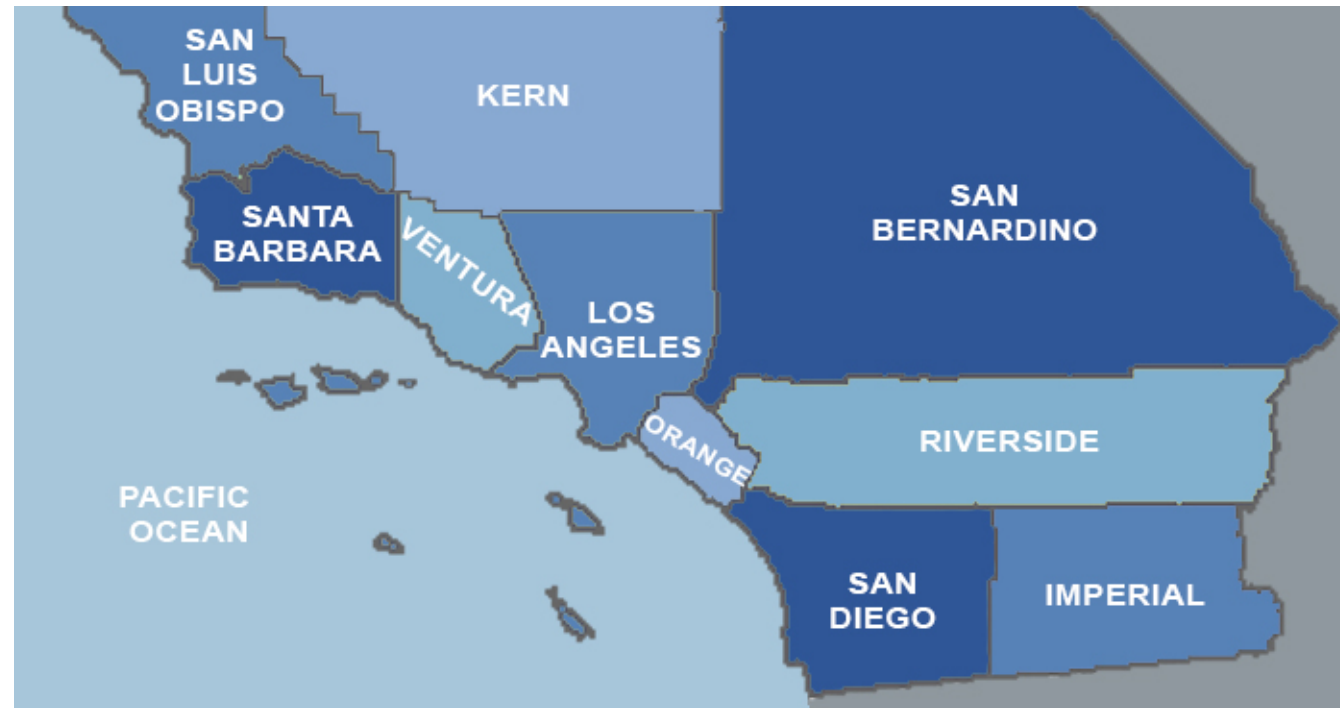 SAN
LUIS
OBISPO
KERN
SAN
BERNARDINO
SANTA
BARBARA
VENTURA
LOS
ANGELES
ORANGE
RIVERSIDE
PACIFIC
OCEAN
SAN
DIEGO
IMPERIAL